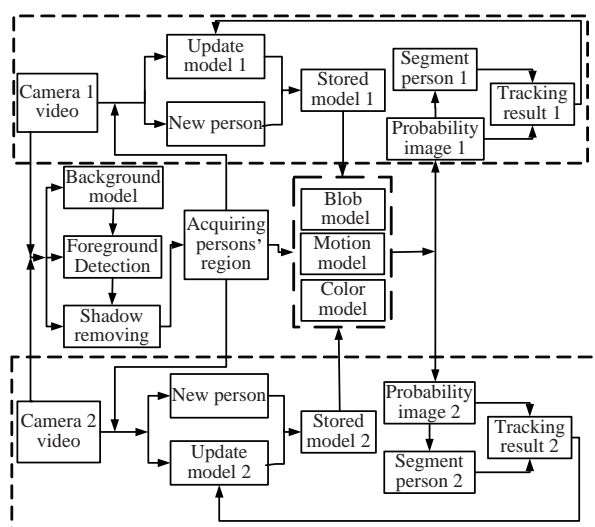 Camera 1
video
Update
model 1
New person
Stored
model 1
Segment
person 1
Probability
image 1
Tracking
result 1
Background
model
Foreground
Detection
Shadow
removing
Acquiring
persons'
region
Blob
model
Motion
model
Color
model
Camera 2
video
New person
Update
model 2
Stored
model 2
Probability
image 2
Segment
person 2
Tracking
result 2